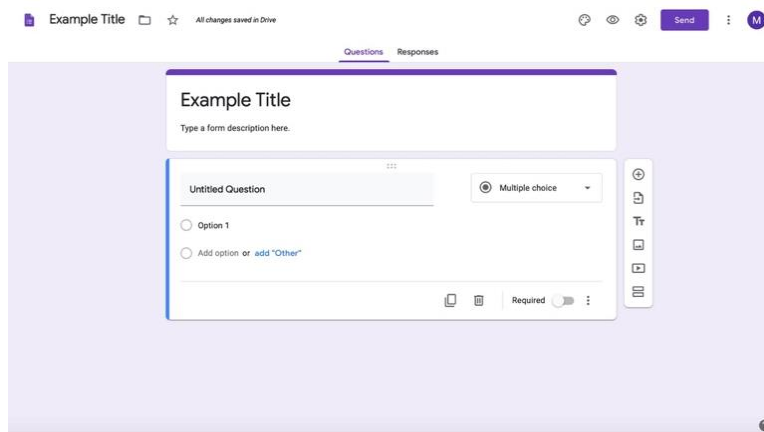 Example Title
All changes saved in Drive
Send
M
Questions
Responses
Example Title
Type a form description here.
Untitled Question
Multiple choice
Option 1
Add option or add "Other"
Required
Tт